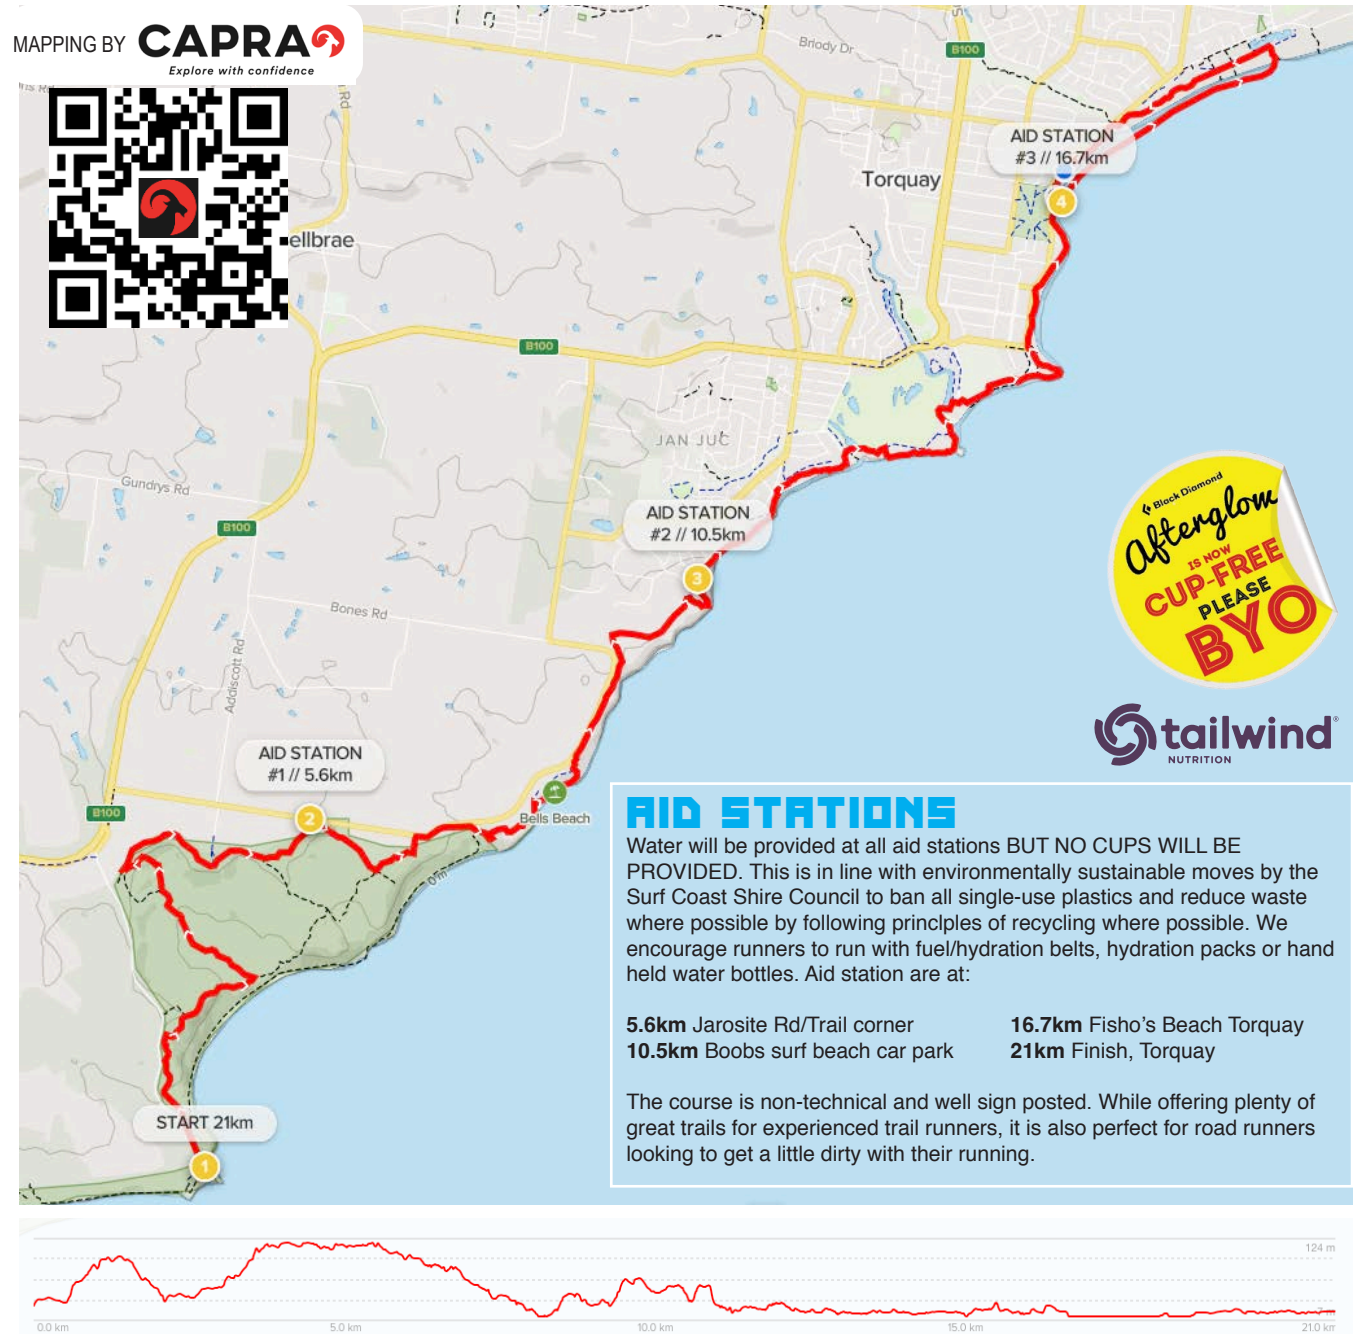 MAPPING BY CAPRA
Explore with confidence
Rd
Briody Dr
B100
AID STATION
#3 // 16.7km
Torquay
4
ellbrae
B100
JAN JUC
Gundrys Rd
B100
AID STATION
#2 // 10.5km
3
Bones Rd
Addiscott Rd
AID STATION
#1 // 5.6km
2
B100
Bells Beach
0 m
START 21km
1
Black Diamond
Afterglow
IS NOW
CUP-FREE
PLEASE
BYO
tailwind
NUTRITION
AID STATIONS
Water will be provided at all aid stations BUT NO CUPS WILL BE
PROVIDED. This is in line with environmentally sustainable moves by the
Surf Coast Shire Council to ban all single-use plastics and reduce waste
where possible by following princlples of recycling where possible. We
encourage runners to run with fuel/hydration belts, hydration packs or hand
held water bottles. Aid station are at:
5.6km Jarosite Rd/Trail corner
10.5km Boobs surf beach car park
16.7km Fisho's Beach Torquay
21km Finish, Torquay
The course is non-technical and well sign posted. While offering plenty of
great trails for experienced trail runners, it is also perfect for road runners
looking to get a little dirty with their running.
124 m
0.0 km
5.0 km
10.0 km
15.0 km
21.0 km